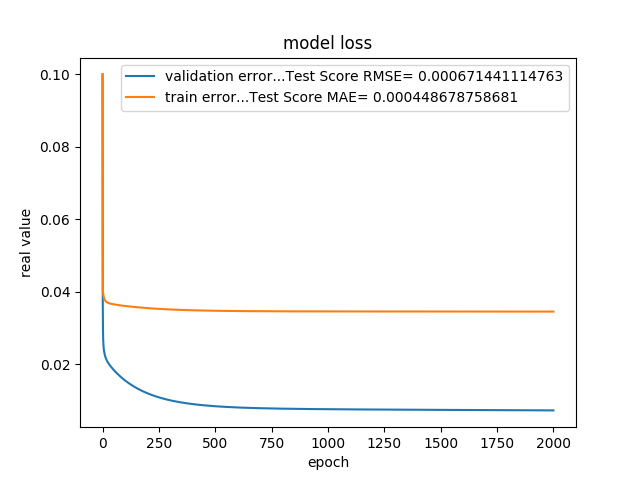 model loss
validation error...Test Score RMSE= 0.000671441114763
train error...Test Score MAE= 0.000448678758681
0.10
0.08
0.06
0.04
0.02
real value
0 250 500 750 1000 1250 1500 1750 2000
epoch